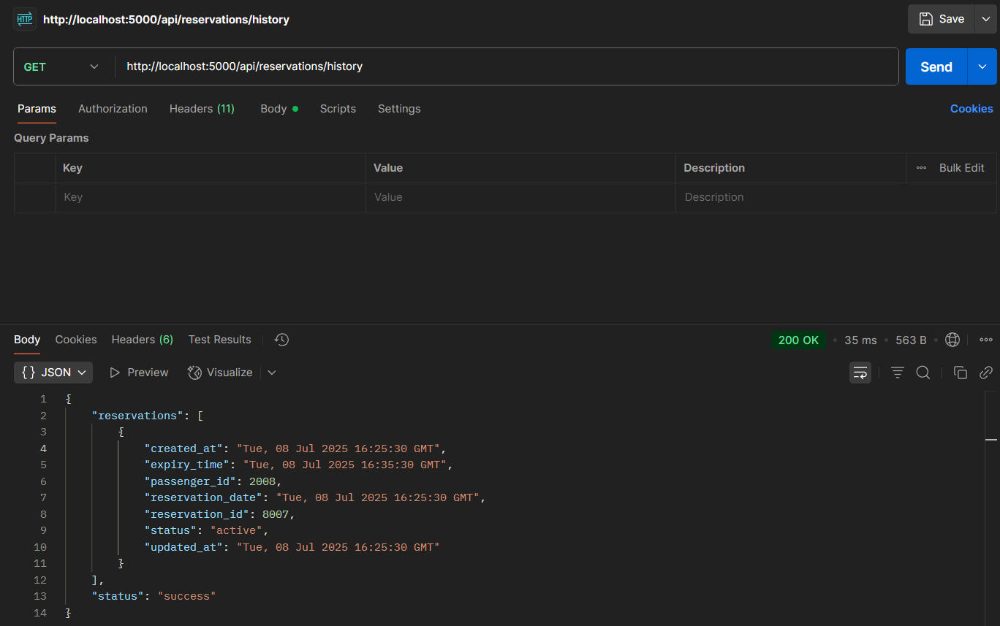 HTTP http://localhost:5000/api/reservations/history Save
GET http://localhost:5000/api/reservations/history Send
Params Authorization Headers (11) Body Scripts Settings Cookies
Query Params
Key Value Description Bulk Edit
Key Value Description
Body Cookies Headers (6) Test Results 200 OK 35 ms 563 B
{} JSON Preview Visualize
1 {
2 "reservations": [
3 {
4 "created_at": "Tue, 08 Jul 2025 16:25:30 GMT",
5 "expiry_time": "Tue, 08 Jul 2025 16:35:30 GMT",
6 "passenger_id": 2008,
7 "reservation_date": "Tue, 08 Jul 2025 16:25:30 GMT",
8 "reservation_id": 8007,
9 "status": "active",
10 "updated_at": "Tue, 08 Jul 2025 16:25:30 GMT"
11 }
12 ],
13 "status": "success"
14 }